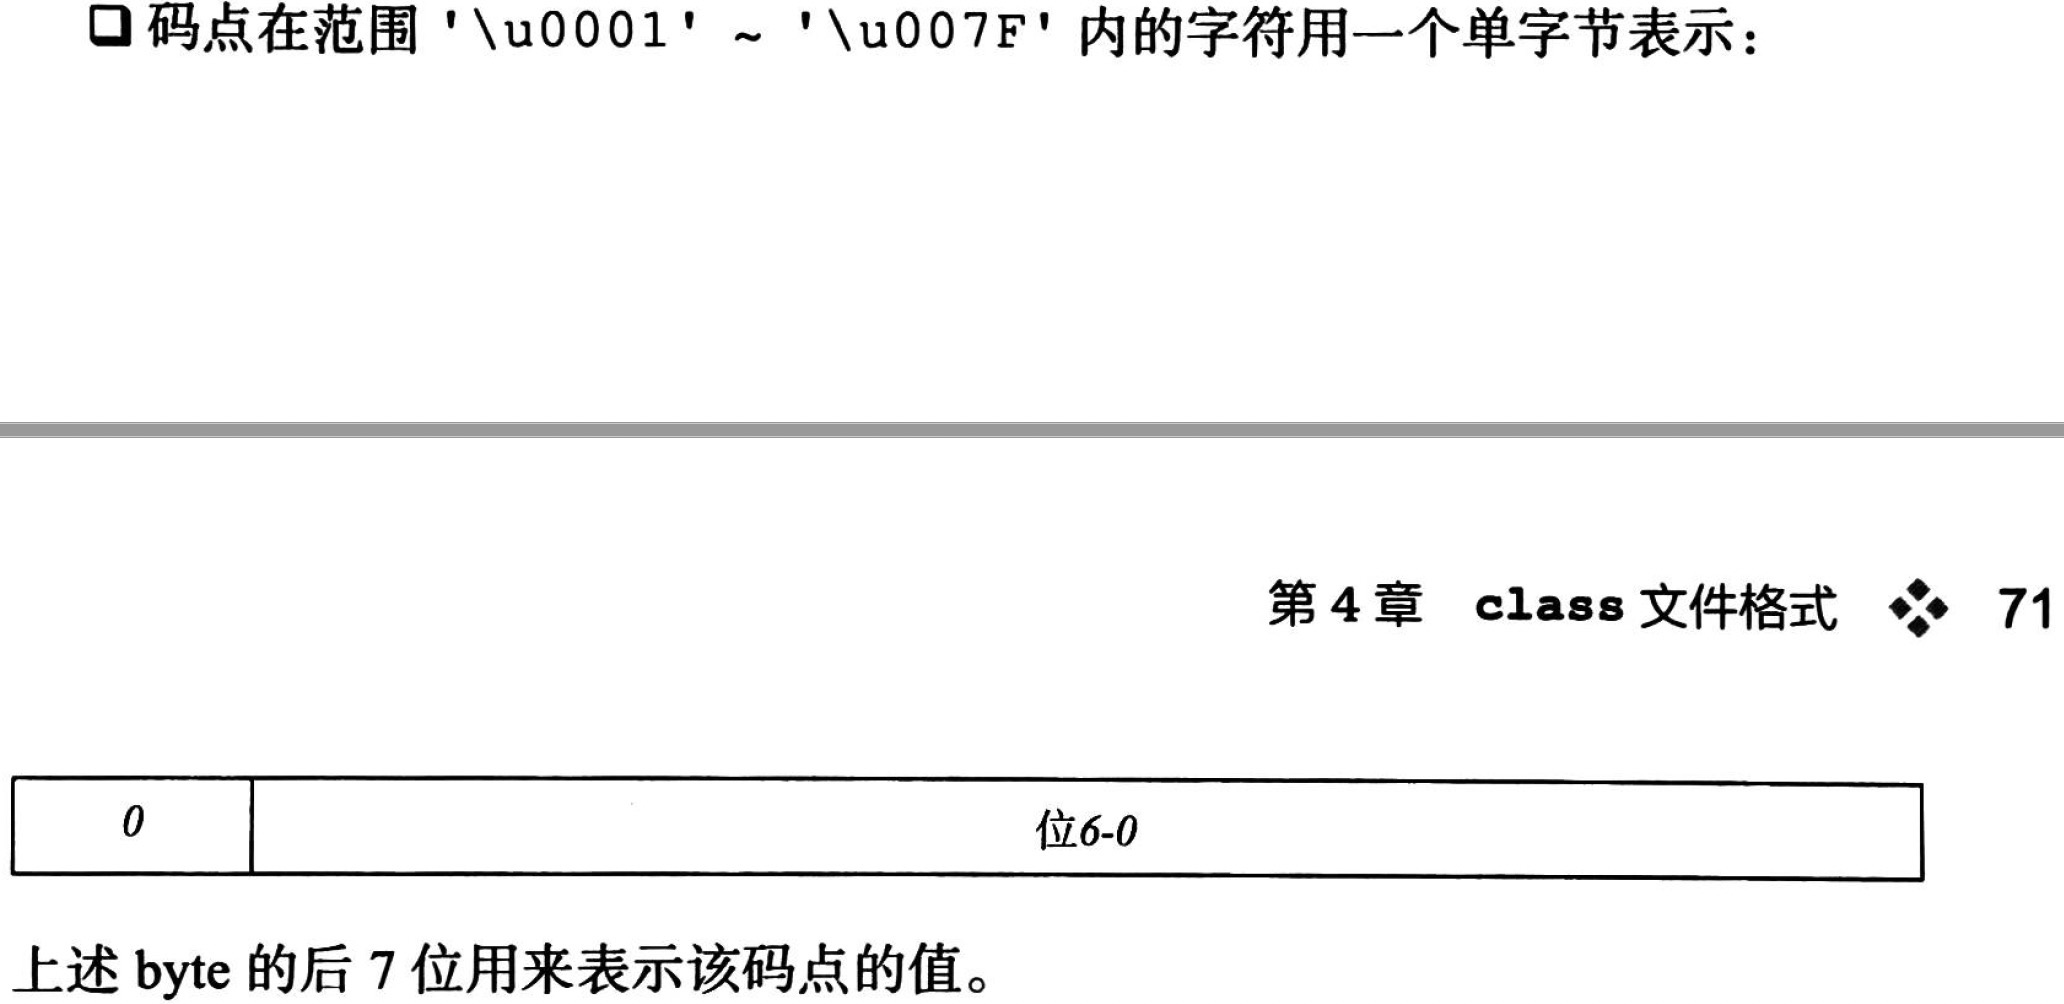 ❏ 码点在范围 '\u0001' ~ '\u007F' 内的字符用一个单字节表示：
第 4 章 class 文件格式 ❖ 71
0 位6-0
上述 byte 的后 7 位用来表示该码点的值。